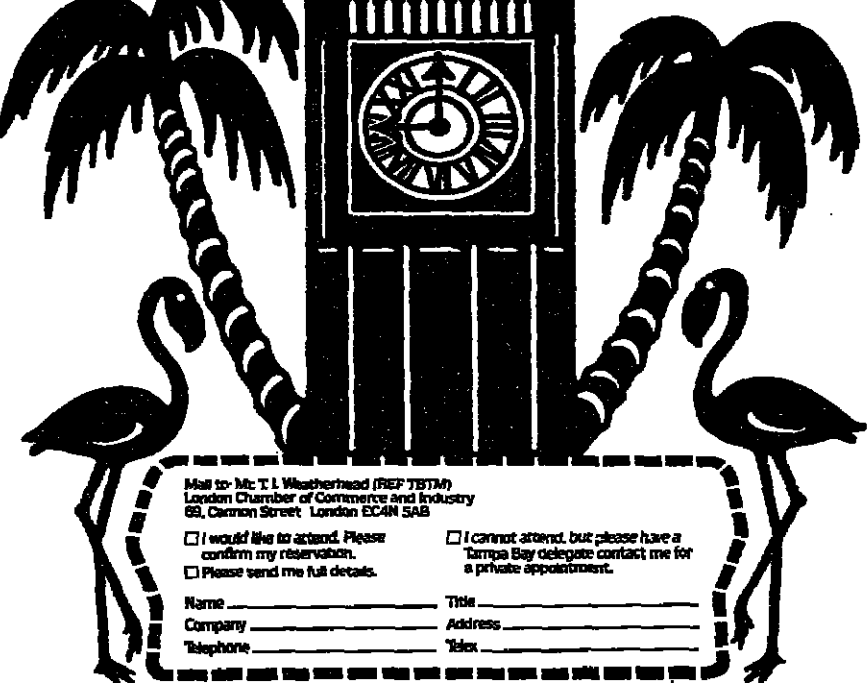 Mail to: Mr. T. I. Weatherhead (REF TBTM)
London Chamber of Commerce and Industry
69, Cannon Street London EC4N 5AB
I would like to attend. Please
confirm my reservation.
Please send me full details.
I cannot attend, but please have a
Tampa Bay delegate contact me for
a private appointment.
Name
Title
Company
Address
Telephone
Telex